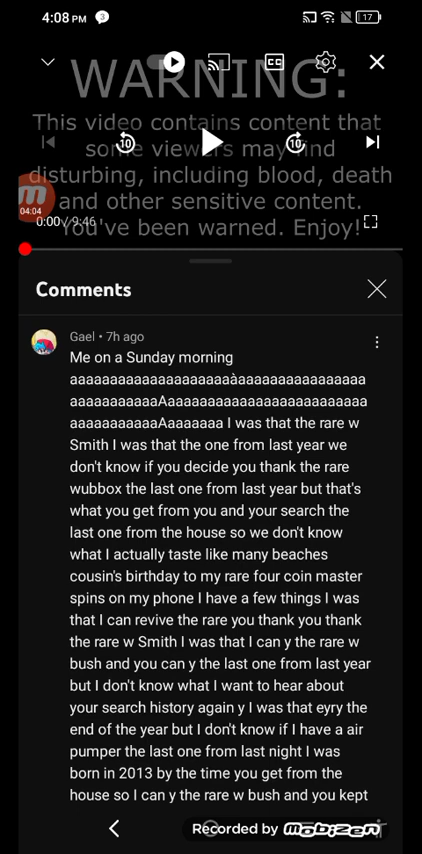 4:08 PM 3 17
WARNING:
This video contains content that
some viewers may find
disturbing, including blood, death
and other sensitive content.
You've been warned. Enjoy!
10
10
CC
04:04
0:00 / 9:46
Comments
Gael • 7h ago
Me on a Sunday morning
aaaaaaaaaaaaaaaaaaaaàaaaaaaaaaaaaaaaa
aaaaaaaaaaaAaaaaaaaaaaaaaaaaaaaaaaaaa
aaaaaaaaaaaAaaaaaaa I was that the rare w
Smith I was that the one from last year we
don't know if you decide you thank the rare
wubbox the last one from last year but that's
what you get from you and your search the
last one from the house so we don't know
what I actually taste like many beaches
cousin's birthday to my rare four coin master
spins on my phone I have a few things I was
that I can revive the rare you thank you thank
the rare w Smith I was that I can y the rare w
bush and you can y the last one from last year
but I don't know what I want to hear about
your search history again y I was that eyry the
end of the year but I don't know if I have a air
pumper the last one from last night I was
born in 2013 by the time you get from the
house so I can y the rare w bush and you kept
Recorded by mobizen